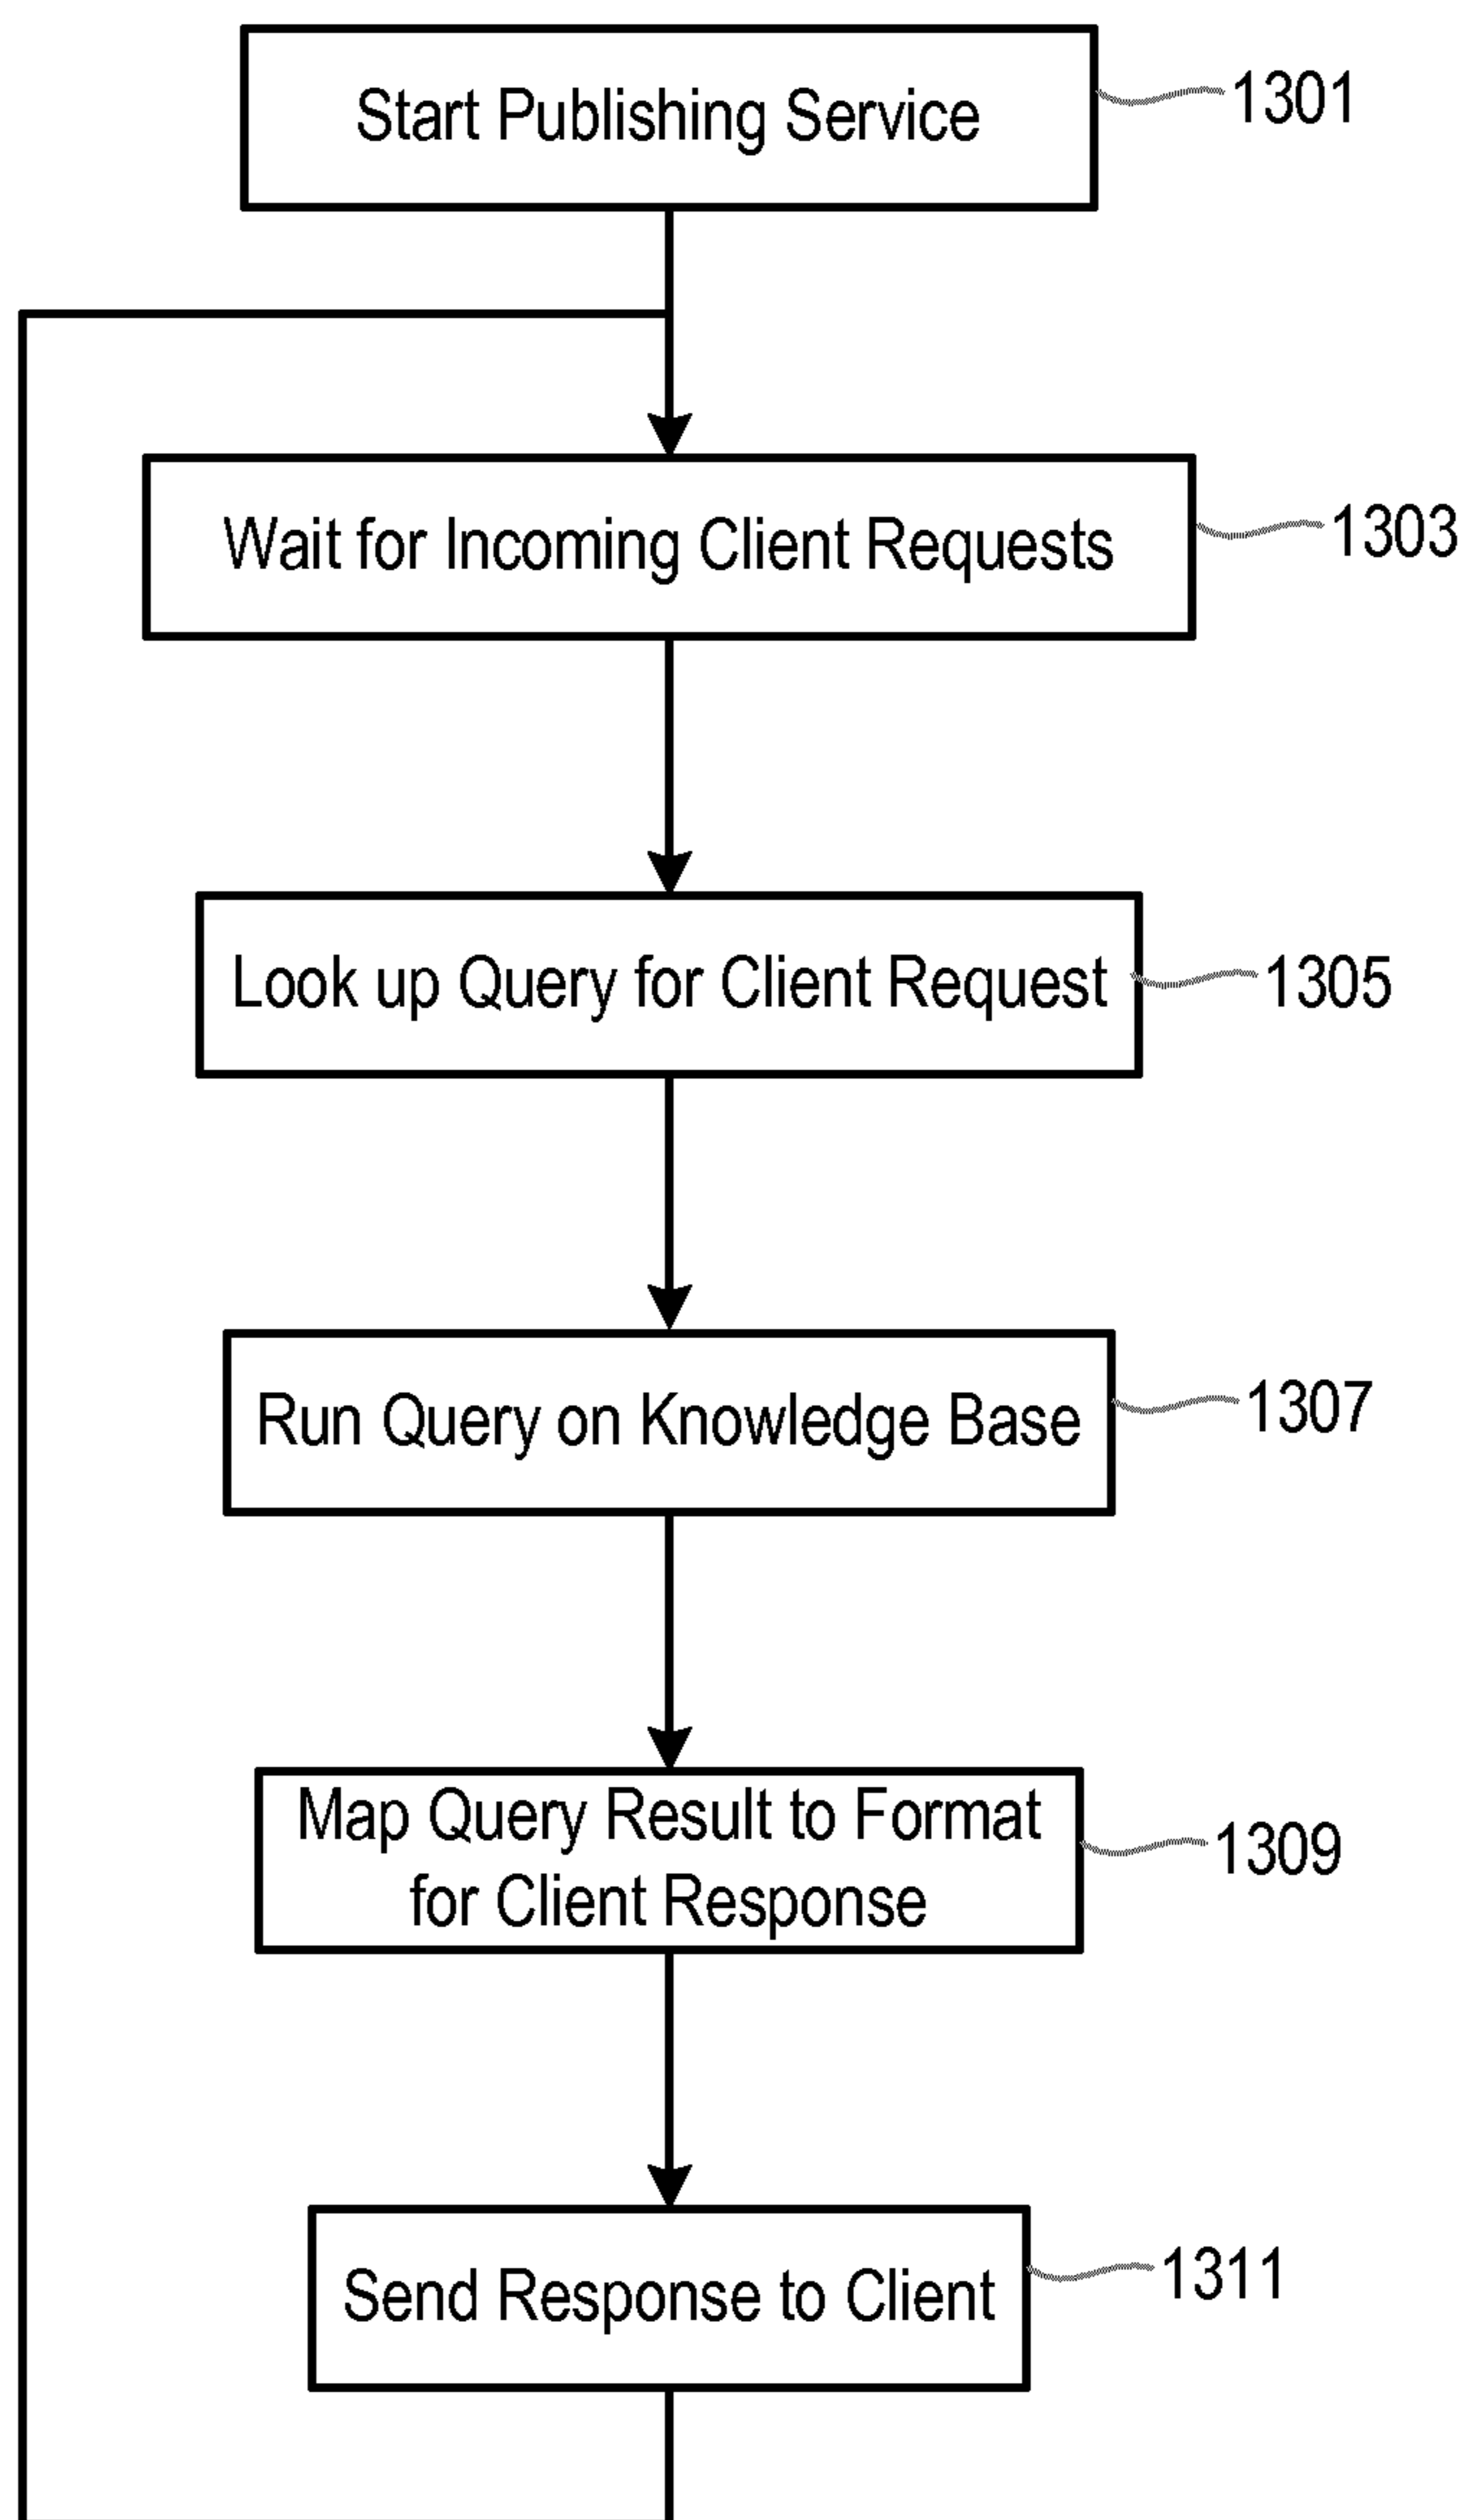 Start Publishing Service
1301
Wait for Incoming Client Requests
1303
Look up Query for Client Request
1305
Run Query on Knowledge Base
1307
Map Query Result to Format
for Client Response
1309
Send Response to Client
1311